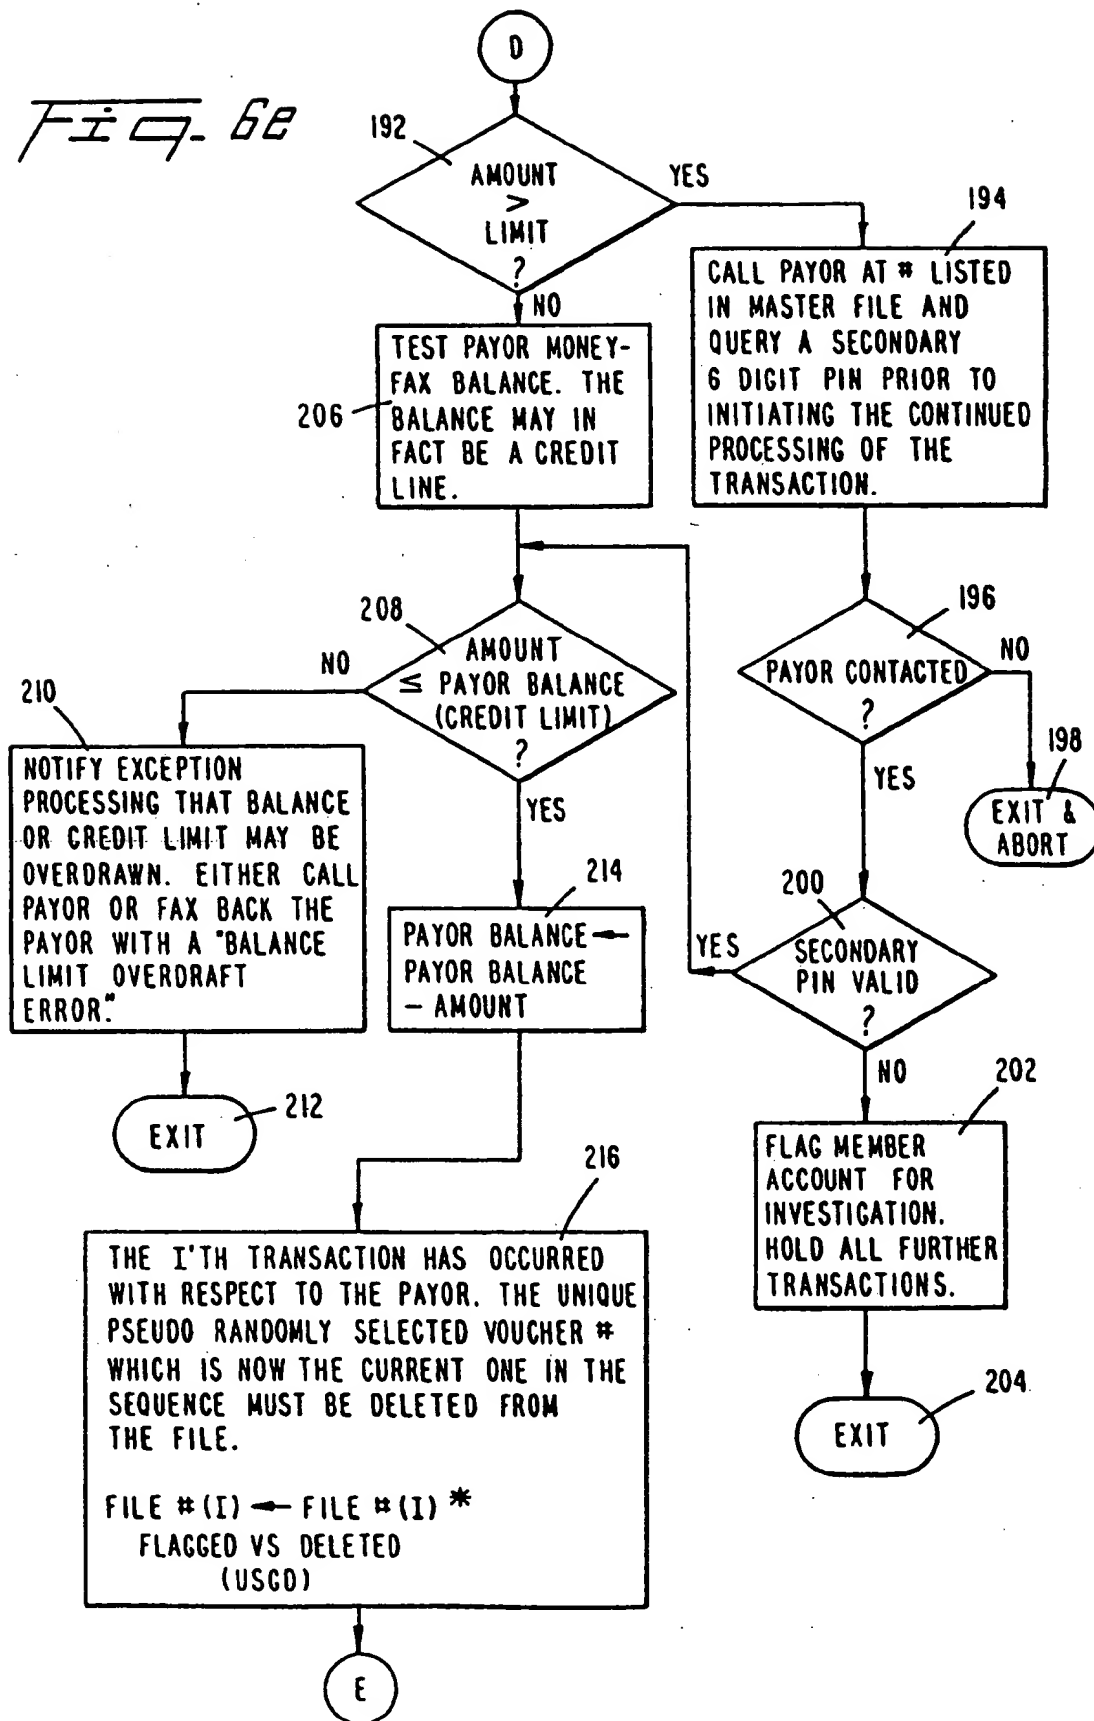 D
Fig. 6e
192
AMOUNT
>
LIMIT
?
YES
NO
194
CALL PAYOR AT # LISTED
IN MASTER FILE AND
QUERY A SECONDARY
6 DIGIT PIN PRIOR TO
INITIATING THE CONTINUED
PROCESSING OF THE
TRANSACTION.
206
TEST PAYOR MONEY-
FAX BALANCE. THE
BALANCE MAY IN
FACT BE A CREDIT
LINE.
196
PAYOR CONTACTED
?
NO
YES
198
EXIT &
ABORT
208
AMOUNT
≤ PAYOR BALANCE
(CREDIT LIMIT)
?
NO
YES
210
NOTIFY EXCEPTION
PROCESSING THAT BALANCE
OR CREDIT LIMIT MAY BE
OVERDRAWN. EITHER CALL
PAYOR OR FAX BACK THE
PAYOR WITH A "BALANCE
LIMIT OVERDRAFT
ERROR."
212
EXIT
214
PAYOR BALANCE ←
PAYOR BALANCE
- AMOUNT
200
SECONDARY
PIN VALID
?
YES
NO
202
FLAG MEMBER
ACCOUNT FOR
INVESTIGATION.
HOLD ALL FURTHER
TRANSACTIONS.
204
EXIT
216
THE I'TH TRANSACTION HAS OCCURRED
WITH RESPECT TO THE PAYOR. THE UNIQUE
PSEUDO RANDOMLY SELECTED VOUCHER #
WHICH IS NOW THE CURRENT ONE IN THE
SEQUENCE MUST BE DELETED FROM
THE FILE.
FILE #(I) ← FILE #(I) *
FLAGGED VS DELETED
(USGD)
E